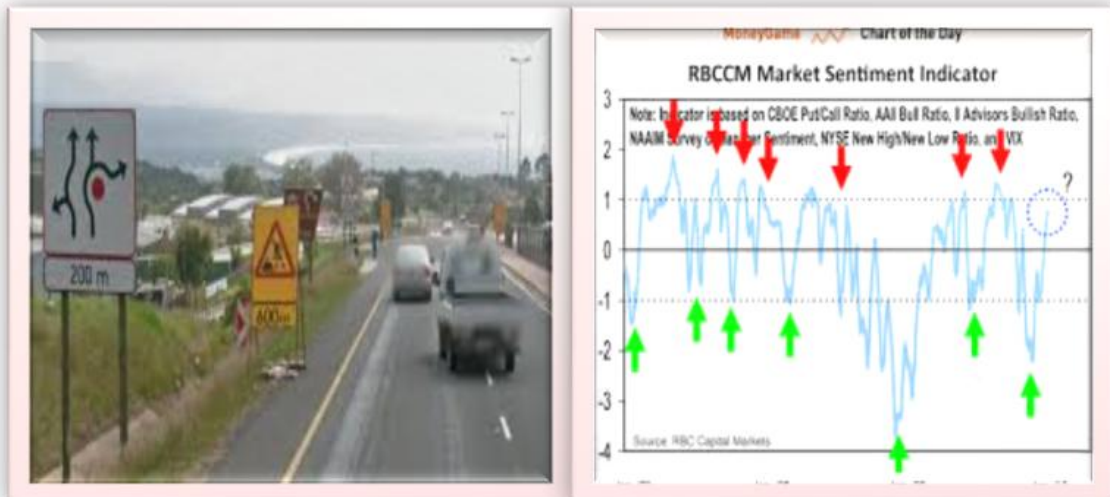 200 m
600m
MoneyGame Chart of the Day
RBCCM Market Sentiment Indicator
3
Note: Indicator is based on CBOE Put/Call Ratio, AAII Bull Ratio, II Advisors Bullish Ratio,
NAAIM Survey of Manager Sentiment, NYSE New High/New Low Ratio, and VIX
2
1
?
0
-1
-2
-3
Source: RBC Capital Markets
-4